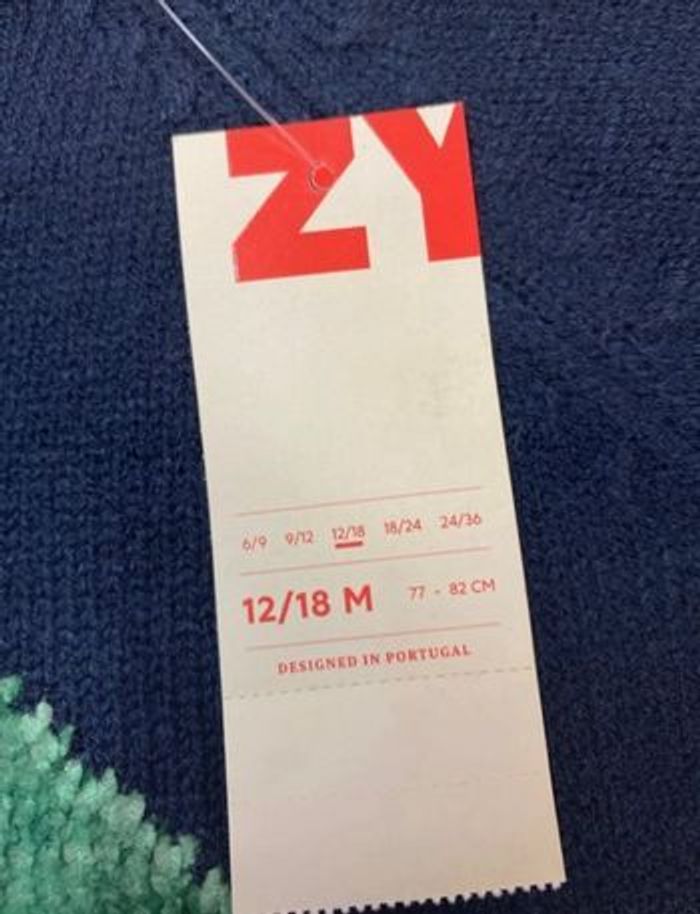 ZY
6/9 9/12 12/18 18/24 24/36
12/18 M 77 - 82 CM
DESIGNED IN PORTUGAL